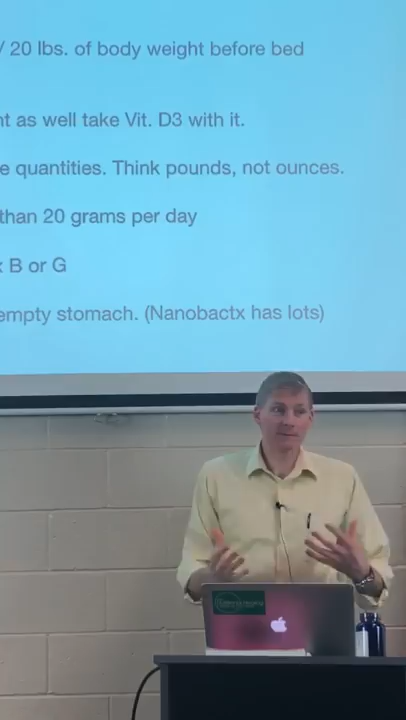 / 20 lbs. of body weight before bed
nt as well take Vit. D3 with it.
e quantities. Think pounds, not ounces.
than 20 grams per day
x B or G
empty stomach. (Nanobactx has lots)